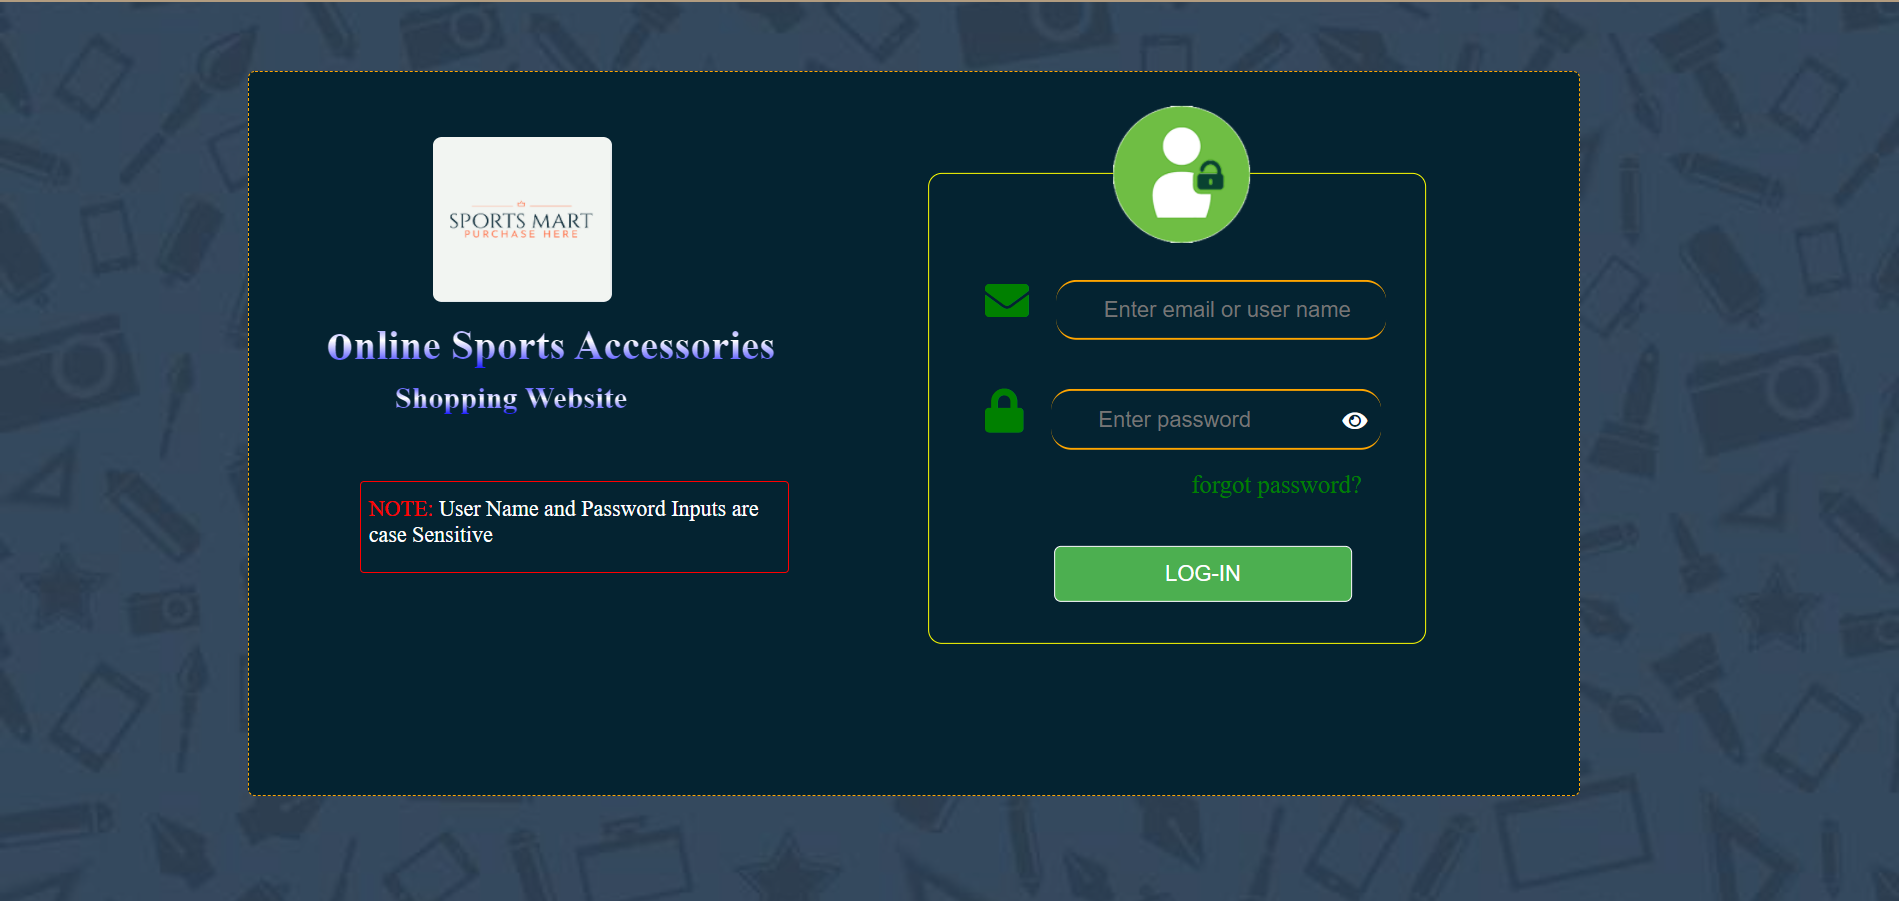 SPORTS MART
PURCHASE HERE
Online Sports Accessories
Shopping Website
NOTE: User Name and Password Inputs are
case Sensitive
Enter email or user name
Enter password
forgot password?
LOG-IN